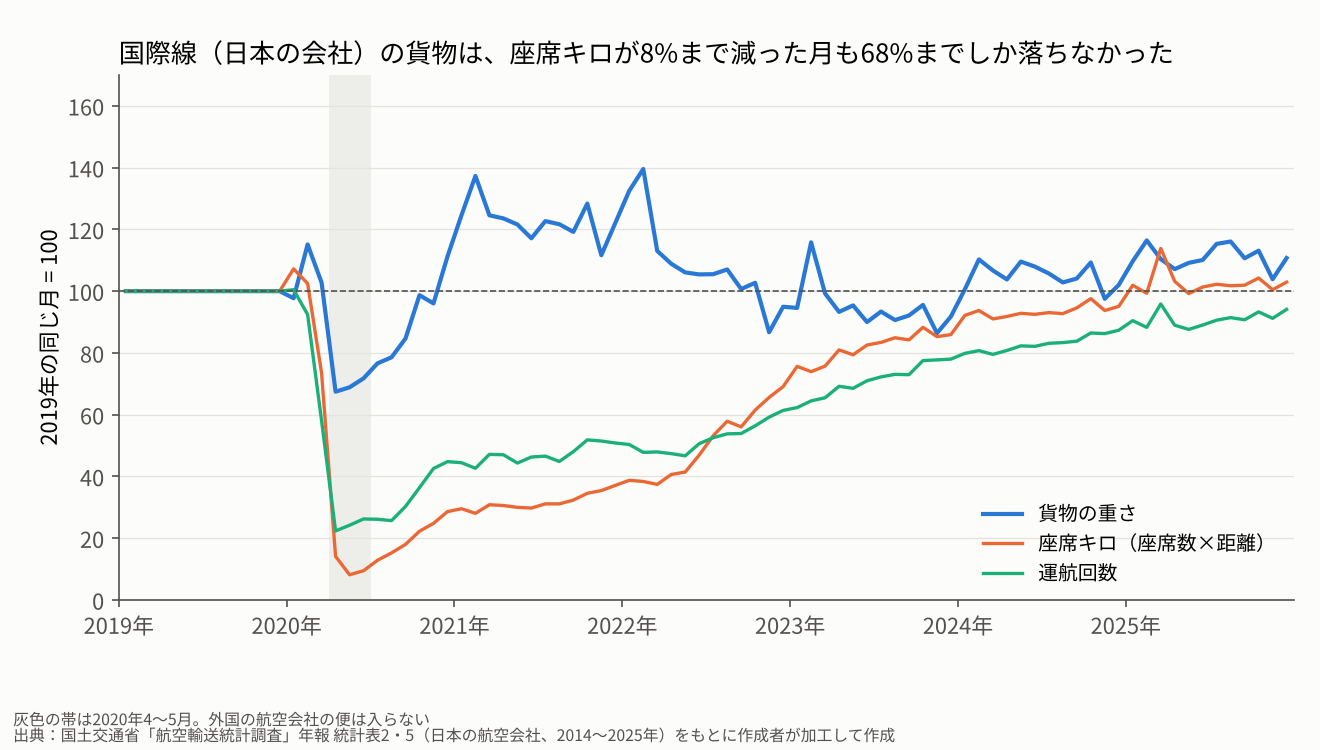 国際線（日本の会社）の貨物は、座席キロが8%まで減った月も68%までしか落ちなかった
2019年の同じ月 = 100
160
140
120
100
80
60
40
20
0
2019年
2020年
2021年
2022年
2023年
2024年
2025年
貨物の重さ
座席キロ（座席数×距離）
運航回数
灰色の帯は2020年4〜5月。外国の航空会社の便は入らない
出典：国土交通省「航空輸送統計調査」年報 統計表2・5（日本の航空会社、2014〜2025年）をもとに作成者が加工して作成